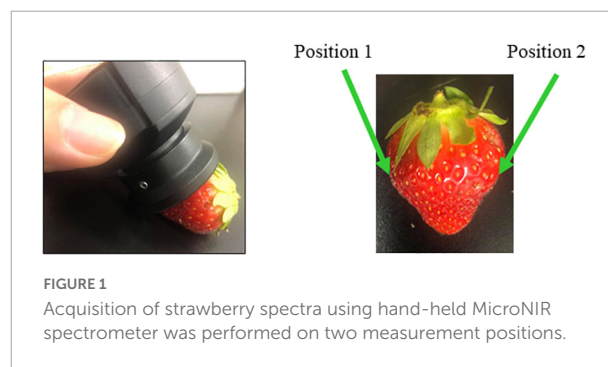 Position 1
Position 2
FIGURE 1
Acquisition of strawberry spectra using hand-held MicroNIR
spectrometer was performed on two measurement positions.